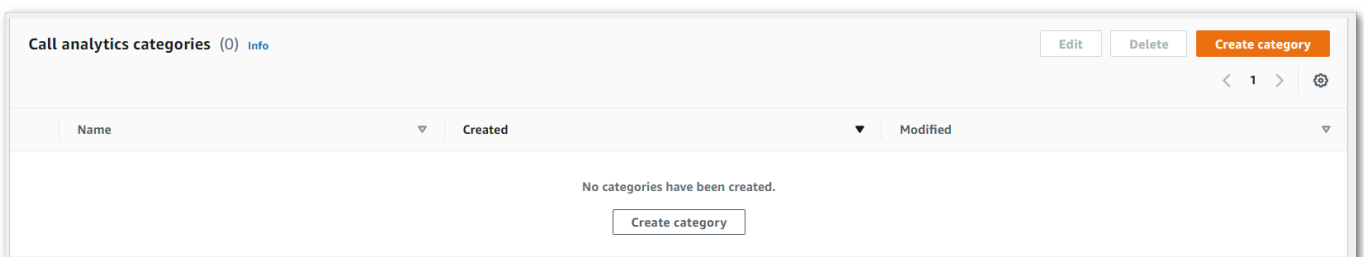 Call analytics categories (0) Info
Edit
Delete
Create category
1
Name
Created
Modified
No categories have been created.
Create category